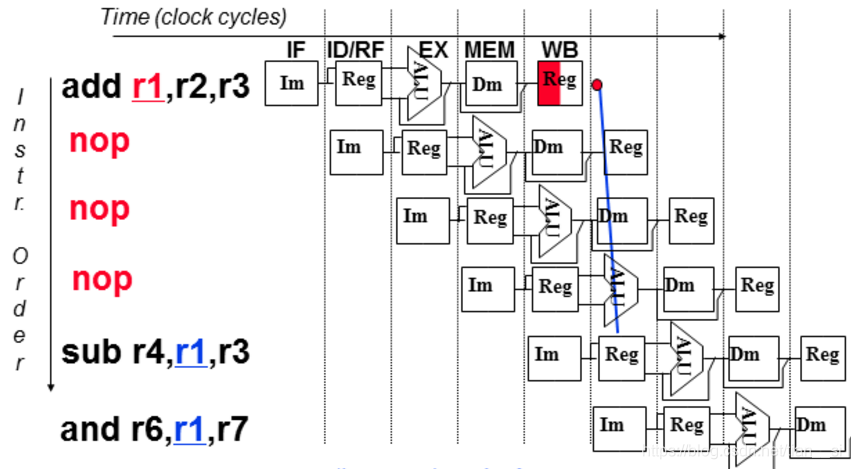 Time (clock cycles)
IF ID/RF EX MEM WB
Instr. Order
add r1,r2,r3
Im Reg ALU Dm Reg
nop
Im Reg ALU Dm Reg
nop
Im Reg ALU Dm Reg
nop
Im Reg ALU Dm Reg
sub r4,r1,r3
Im Reg ALU Dm Reg
and r6,r1,r7
Im Reg ALU Dm